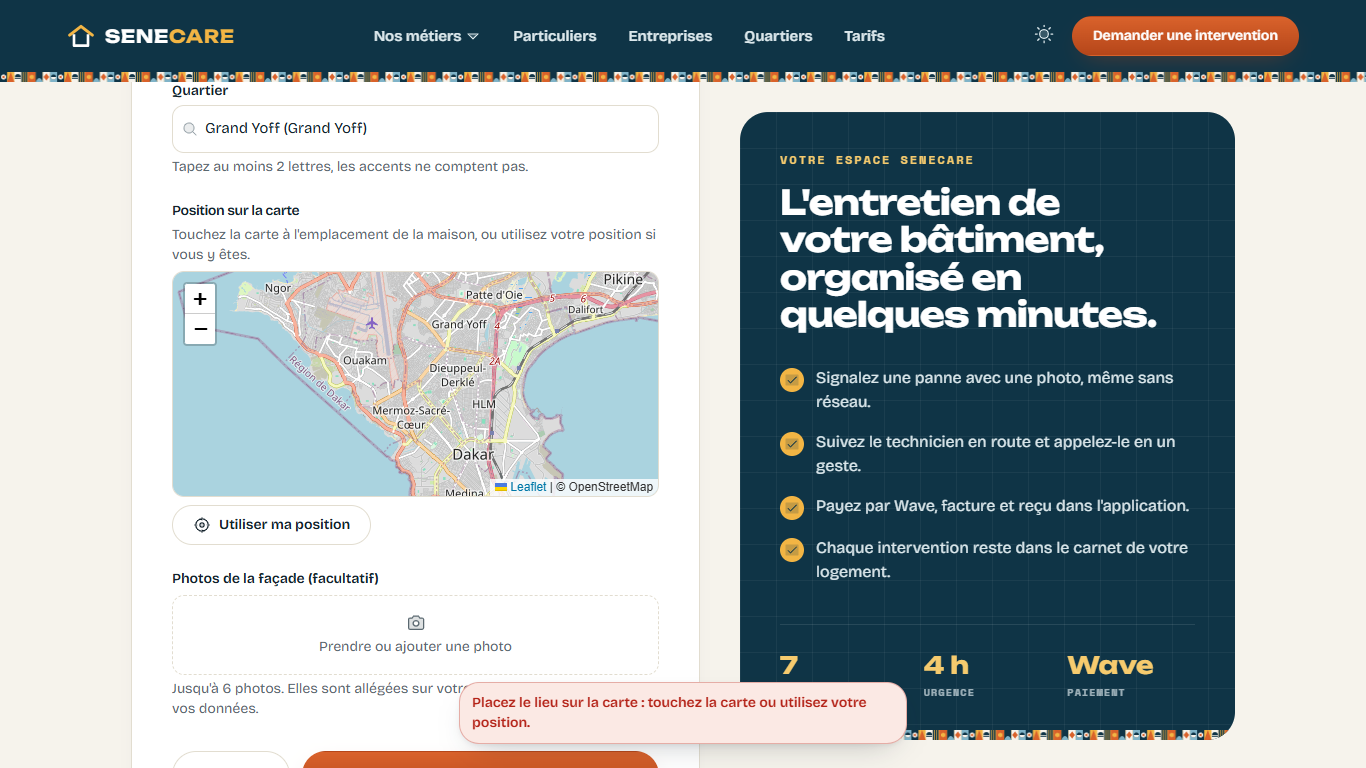 SENECARE
Nos métiers
Particuliers
Entreprises
Quartiers
Tarifs
Demander une intervention
Quartier
Grand Yoff (Grand Yoff)
Tapez au moins 2 lettres, les accents ne comptent pas.
Position sur la carte
Touchez la carte à l'emplacement de la maison, ou utilisez votre position si
vous y êtes.
+
−
Ngor
Patte d'Oie
Pikine
5
6
Dalifort
Grand Yoff
4
2A
Ouakam
Dieuppeul-
Derklé
Région de Dakar
Mermoz-Sacré-
Cœur
HLM
Dakar
Medina
Leaflet | © OpenStreetMap
Utiliser ma position
Photos de la façade (facultatif)
Prendre ou ajouter une photo
Jusqu'à 6 photos. Elles sont allégées sur
vos données.
VOTRE ESPACE SENECARE
L'entretien de
votre bâtiment,
organisé en
quelques minutes.
Signalez une panne avec une photo, même sans
réseau.
Suivez le technicien en route et appelez-le en un
geste.
Payez par Wave, facture et reçu dans l'application.
Chaque intervention reste dans le carnet de votre
logement.
7
4 h
Wave
URGENCE
PAIEMENT
Placez le lieu sur la carte : touchez la carte ou utilisez votre
position.